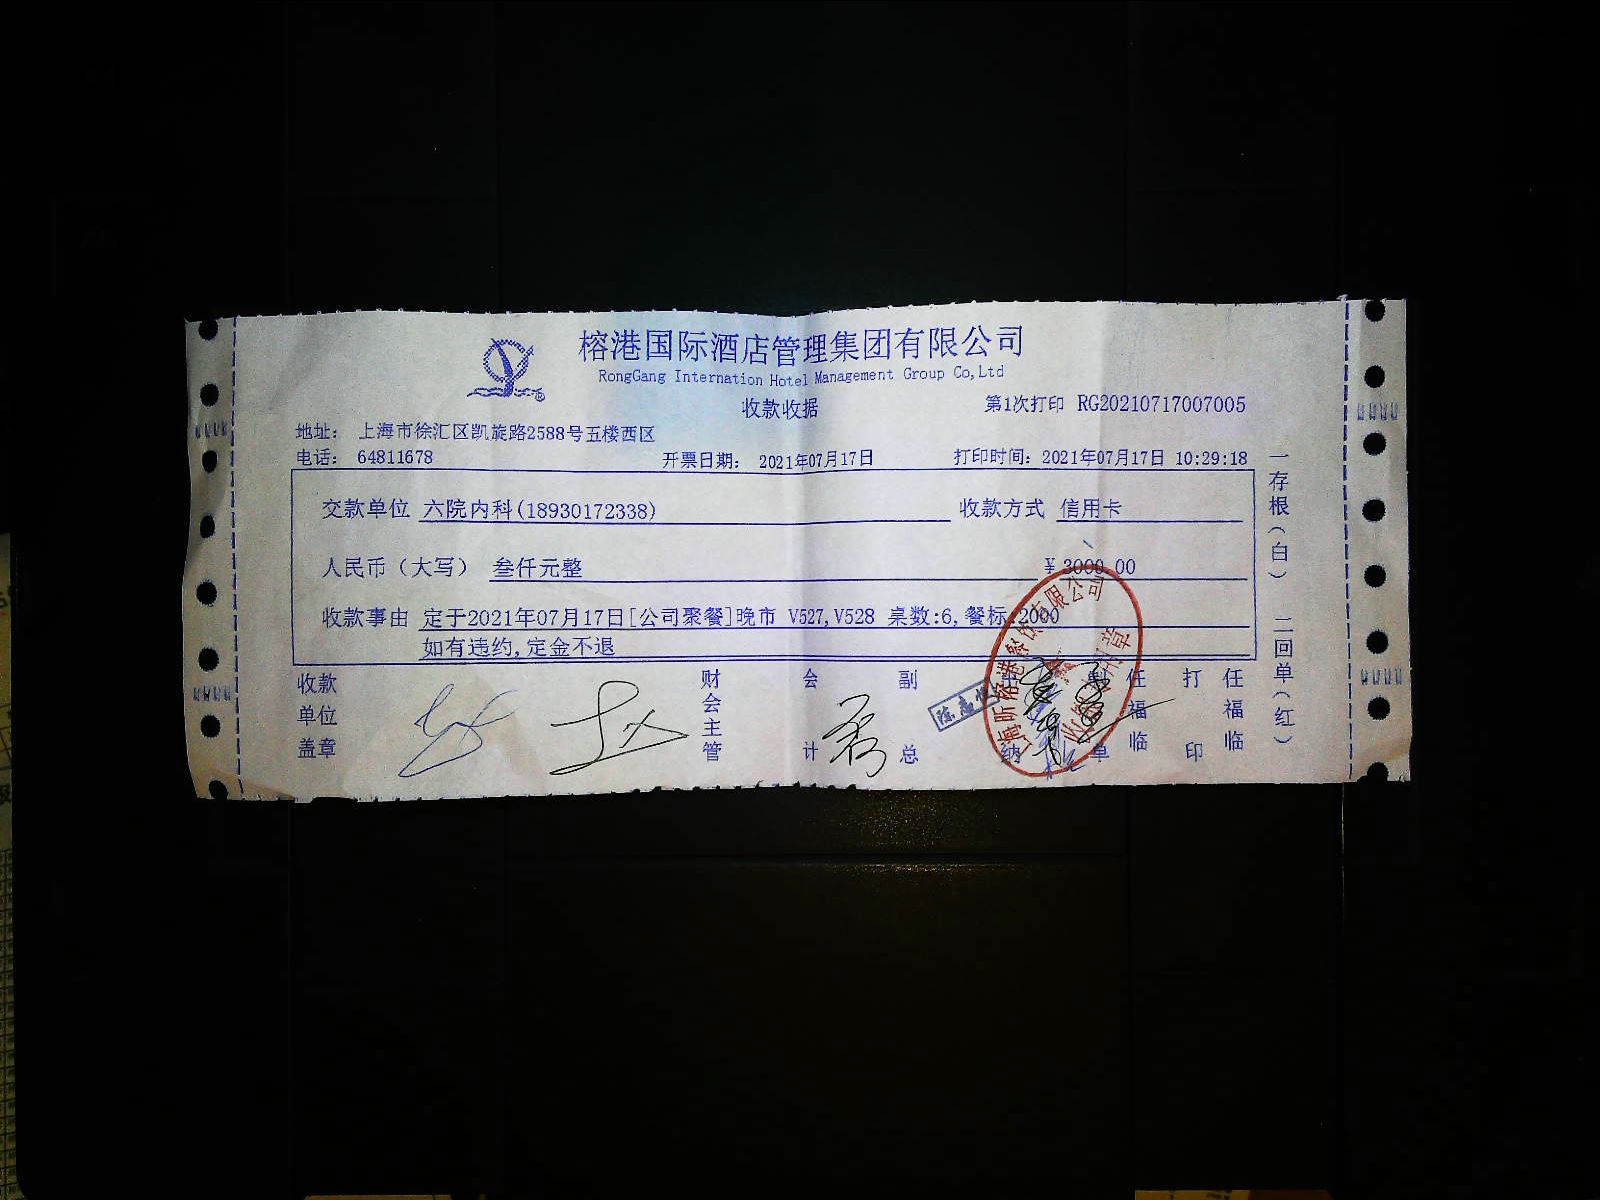 榕港国际酒店管理集团有限公司
RongGang Internation Hotel Management Group Co,Ltd
收款收据
第1次打印 RG20210717007005
地址： 上海市徐汇区凯旋路2588号五楼西区
电话： 64811678 开票日期： 2021年07月17日 打印时间：2021年07月17日 10:29:18
交款单位 六院内科(18930172338) 收款方式 信用卡
人民币（大写） 叁仟元整 ¥3000.00
收款事由 定于2021年07月17日[公司聚餐]晚市 V527,V528 桌数:6,餐标:2000
如有违约,定金不退
收款单位盖章 财会主管 会计 副总 纳 单 任福临 打印 任福临
一存根（白） 二回单（红）